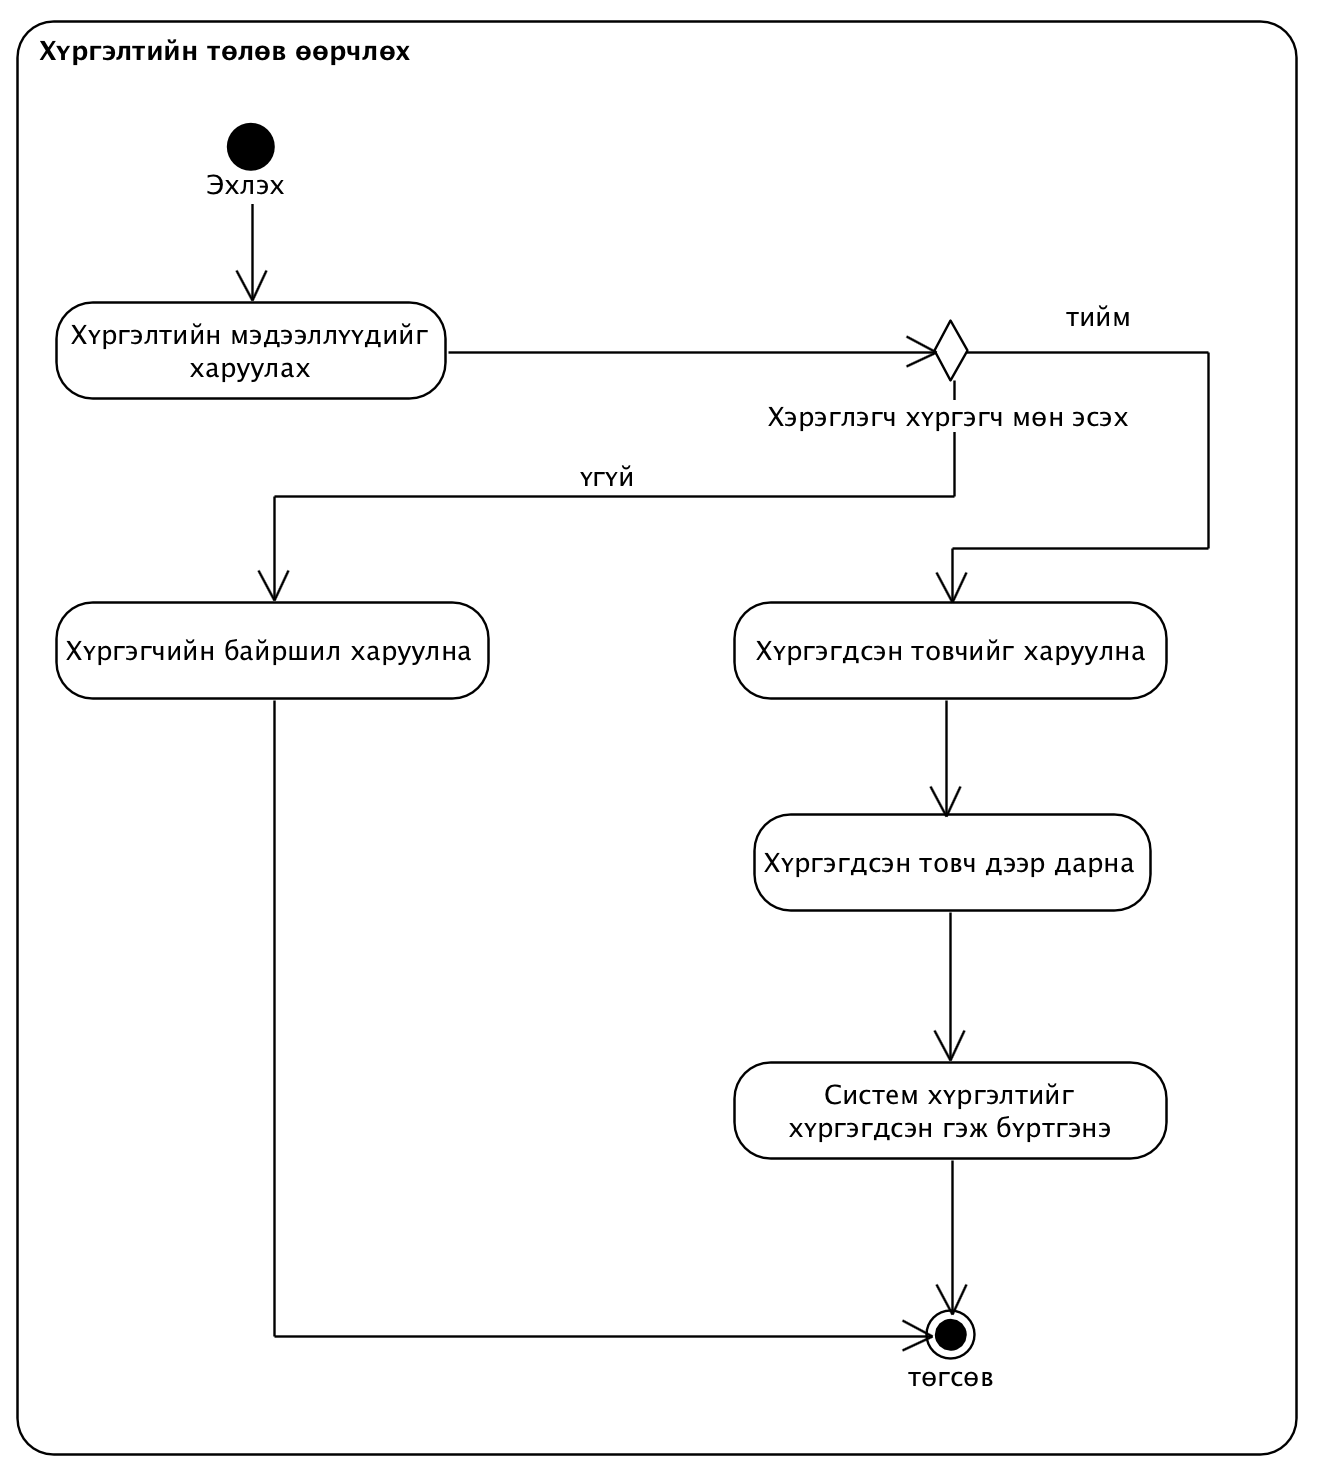 Хүргэлтийн төлөв өөрчлөх
Эхлэх
Хүргэлтийн мэдээллүүдийг
харуулах
тийм
Хэрэглэгч хүргэгч мөн эсэх
үгүй
Хүргэгчийн байршил харуулна
Хүргэгдсэн товчийг харуулна
Хүргэгдсэн товч дээр дарна
Систем хүргэлтийг
хүргэгдсэн гэж бүртгэнэ
төгсөв